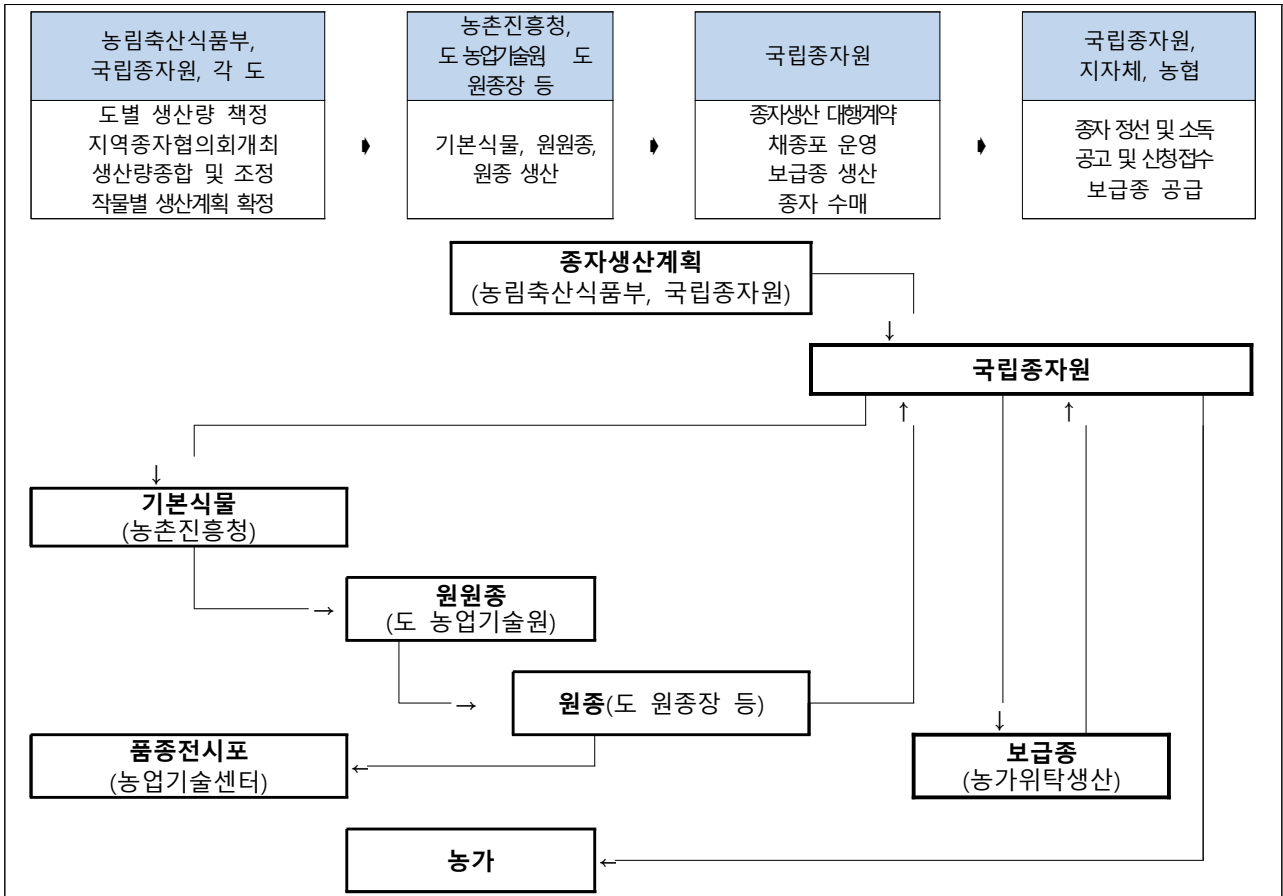 농림축산식품부,
국립종자원, 각 도
도별 생산량 책정
지역종자협의회개최
생산량종합 및 조정
작물별 생산계획 확정
➧
농촌진흥청,
도 농업기술원, 도
원종장 등
기본식물, 원원종,
원종 생산
➧
국립종자원
종자생산 대행계약
채종포 운영
보급종 생산
종자 수매
➧
국립종자원,
지자체, 농협
종자 정선 및 소독
공고 및 신청접수
보급종 공급
종자생산계획
(농림축산식품부, 국립종자원)
↓
국립종자원
↑ ↑
↓
기본식물
(농촌진흥청)
→
원원종
(도 농업기술원)
→
원종(도 원종장 등)
↓
품종전시포
(농업기술센터)
←
보급종
(농가위탁생산)
농가
←